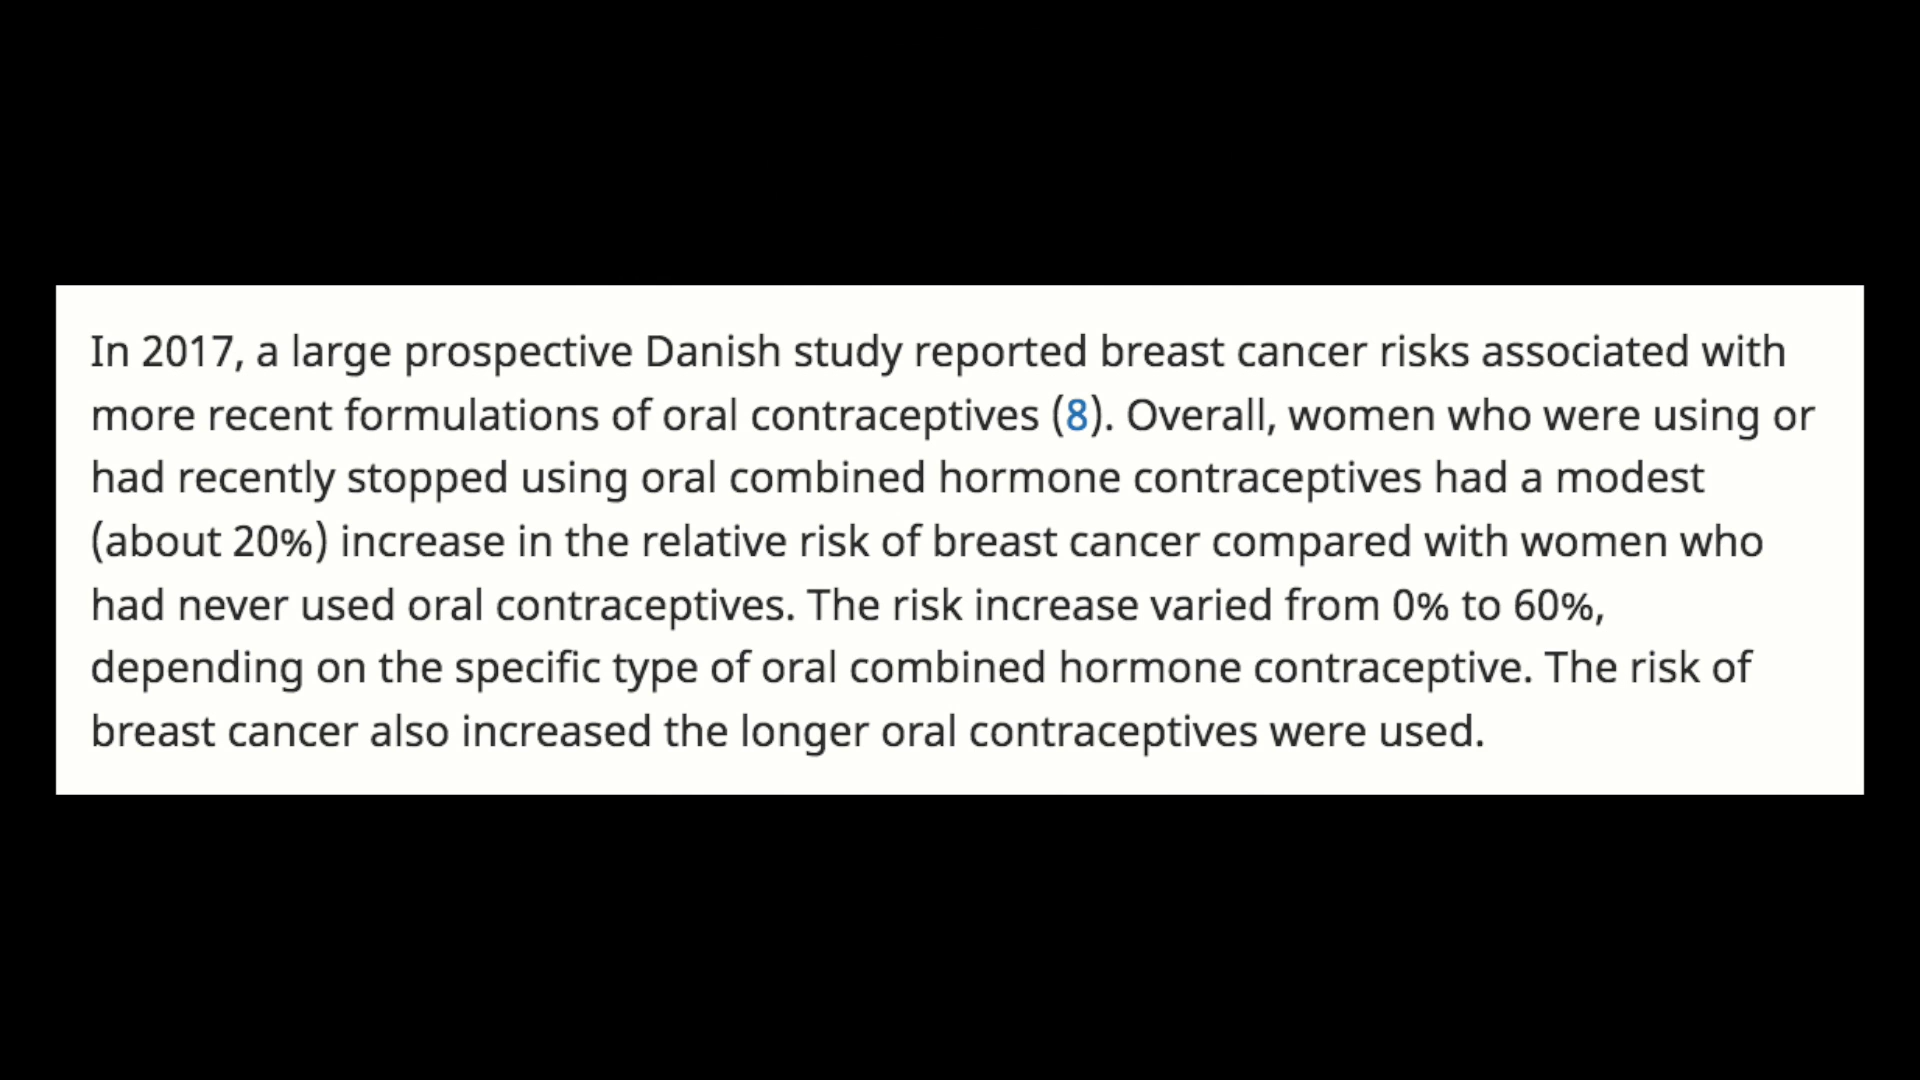 In 2017, a large prospective Danish study reported breast cancer risks associated with
more recent formulations of oral contraceptives (8). Overall, women who were using or
had recently stopped using oral combined hormone contraceptives had a modest
(about 20%) increase in the relative risk of breast cancer compared with women who
had never used oral contraceptives. The risk increase varied from 0% to 60%,
depending on the specific type of oral combined hormone contraceptive. The risk of
breast cancer also increased the longer oral contraceptives were used.